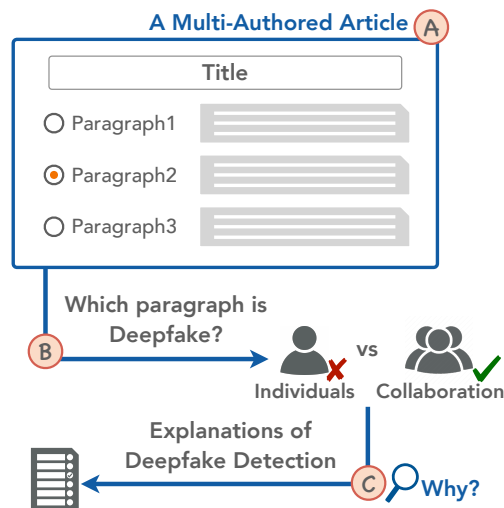 A Multi-Authored Article A
Title
Paragraph1
Paragraph2
Paragraph3
Which paragraph is
Deepfake?
B
vs
Individuals Collaboration
Explanations of
Deepfake Detection
C
Why?